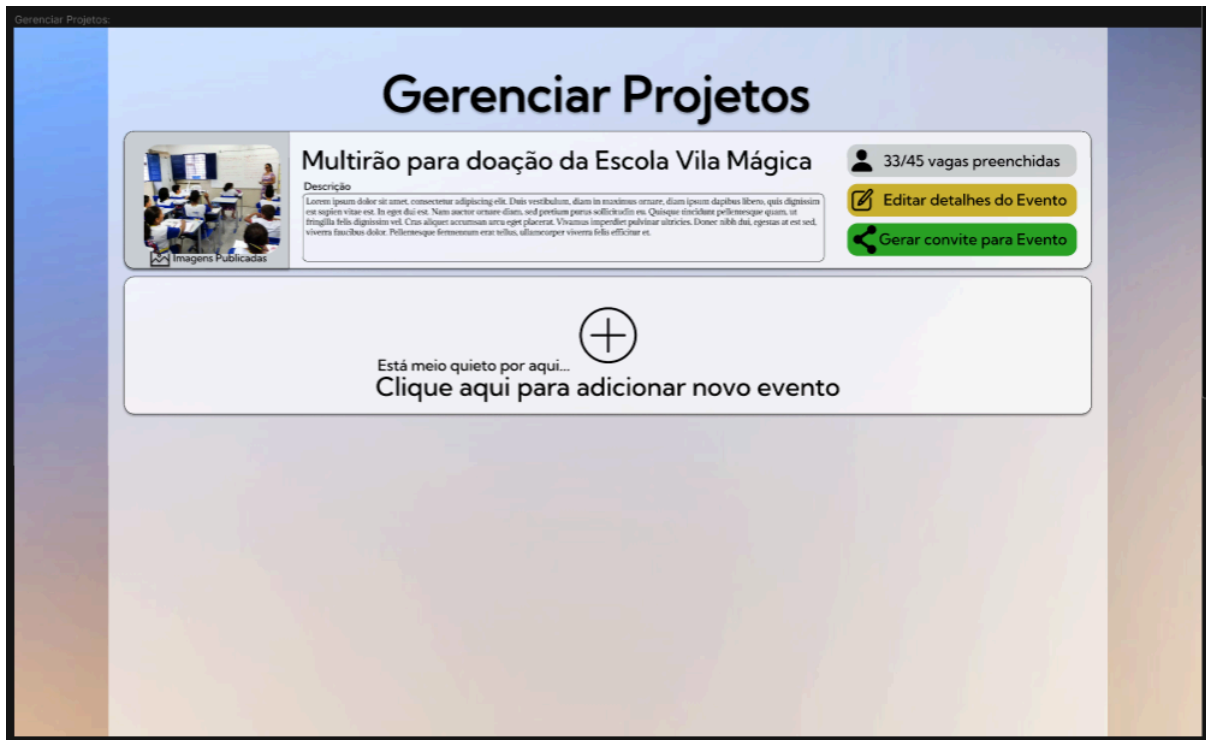 Gerenciar Projetos:
Gerenciar Projetos
Multirão para doação da Escola Vila Mágica
Descrição
Lorem ipsum dolor sit amet, consectetur adipiscing elit. Duis vestibulum, diam in maximus ornare, diam ipsum dapibus libero, quis dignissim
est sapien vitae est. In eget dui est. Nam auctor ornare diam, sed pretium purus sollicitudin eu. Quisque tincidunt pellentesque quam, ut
fringilla felis dignissim vel. Cras aliquet accumsan arcu eget placerat. Vivamus imperdiet pulvinar ultricies. Donec nibh dui, egestas at est sed,
viverra faucibus dolor. Pellentesque fermentum erat tellus, ullamcorper viverra felis efficitur et.
Imagens Publicadas
33/45 vagas preenchidas
Editar detalhes do Evento
Gerar convite para Evento
Está meio quieto por aqui...
Clique aqui para adicionar novo evento